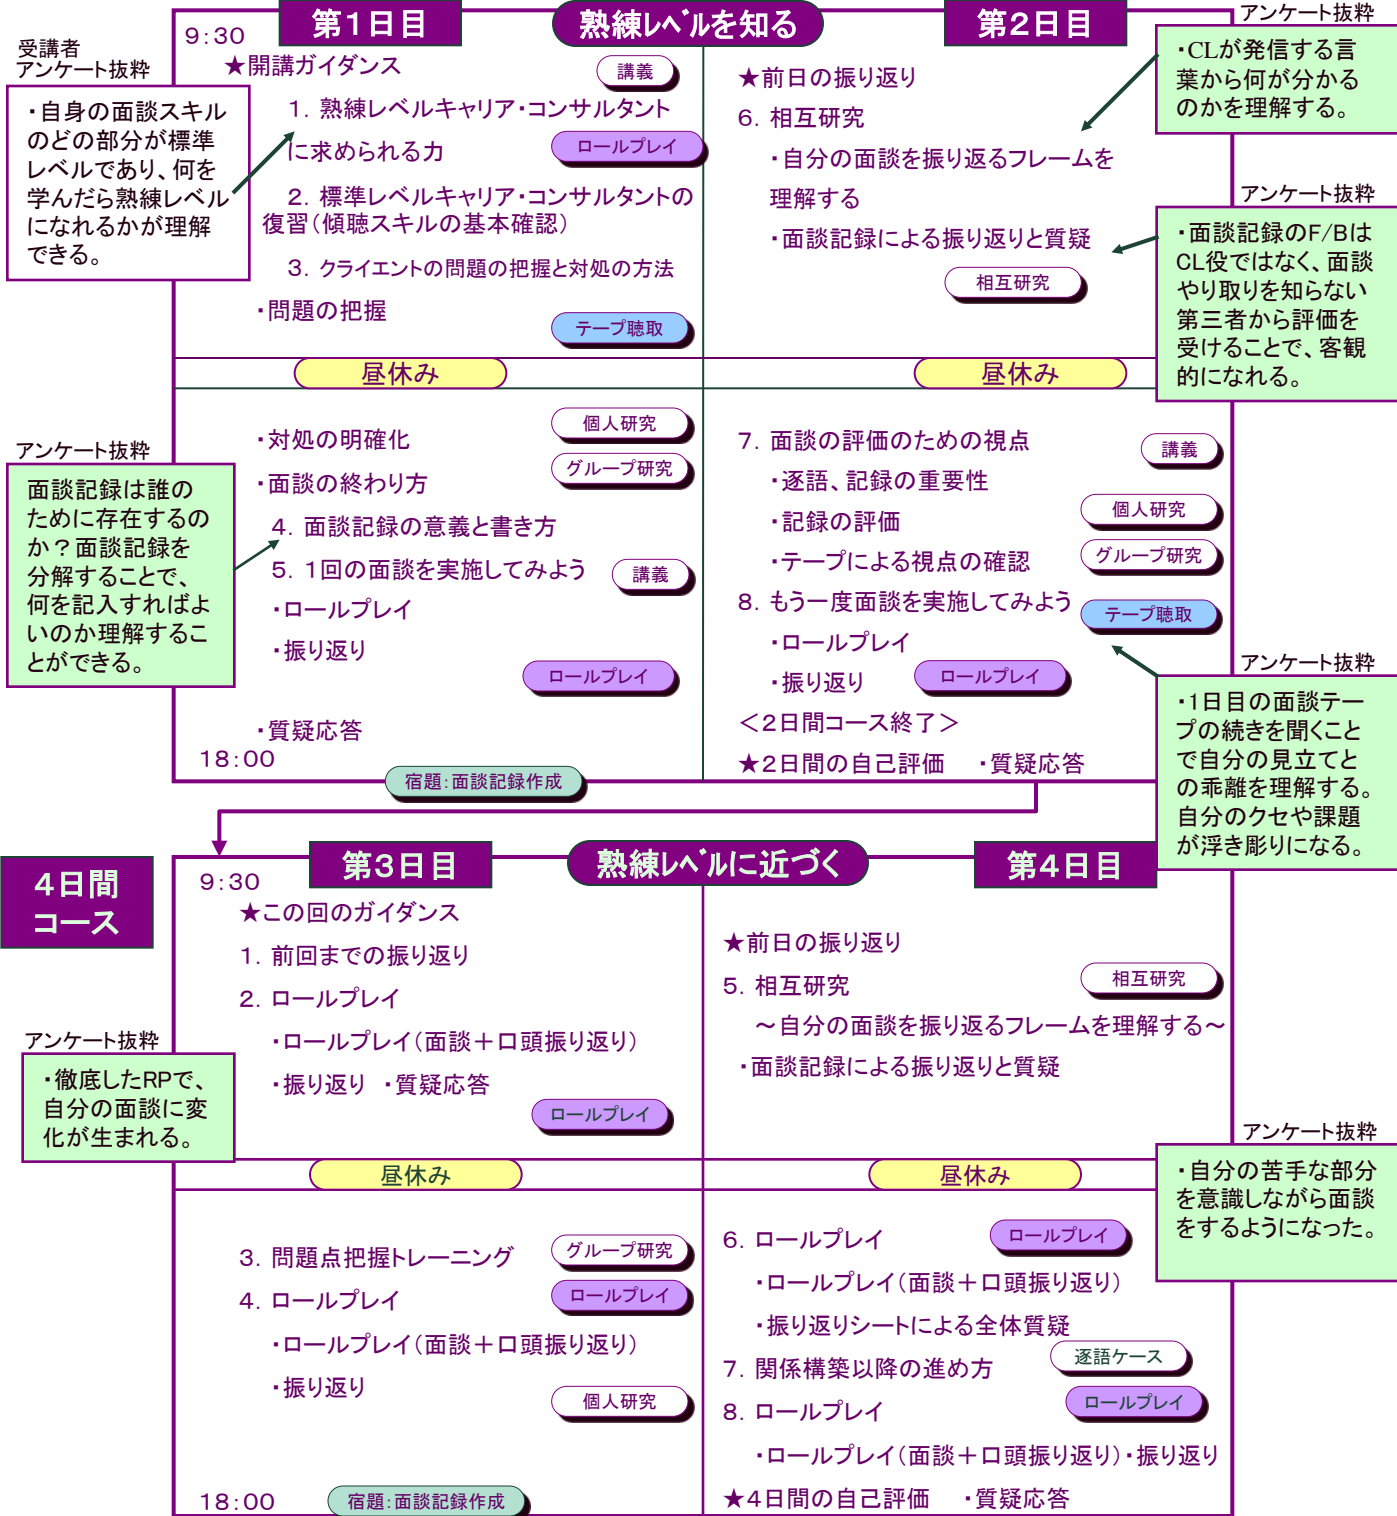 第1日目
熟練レベルを知る
第2日目
9:30
★開講ガイダンス
講義
1．熟練レベルキャリア・コンサルタント
に求められる力
ロールプレイ
2．標準レベルキャリア・コンサルタントの
復習（傾聴スキルの基本確認）
3．クライエントの問題の把握と対処の方法
・問題の把握
テープ聴取
受講者
アンケート抜粋
・自身の面談スキル
のどの部分が標準
レベルであり、何を
学んだら熟練レベル
になれるかが理解
できる。
★前日の振り返り
6．相互研究
・自分の面談を振り返るフレームを
理解する
・面談記録による振り返りと質疑
相互研究
アンケート抜粋
・CLが発信する言
葉から何が分かる
のかを理解する。
アンケート抜粋
・面談記録のF/Bは
CL役ではなく、面談
やり取りを知らない
第三者から評価を
受けることで、客観
的になれる。
昼休み
昼休み
・対処の明確化
個人研究
・面談の終わり方
グループ研究
4．面談記録の意義と書き方
5．1回の面談を実施してみよう
講義
・ロールプレイ
・振り返り
ロールプレイ
・質疑応答
18:00
宿題:面談記録作成
アンケート抜粋
面談記録は誰の
ために存在するの
か？面談記録を
分解することで、
何を記入すればよ
いのか理解するこ
とができる。
7．面談の評価のための視点
講義
・逐語、記録の重要性
・記録の評価
個人研究
・テープによる視点の確認
グループ研究
8．もう一度面談を実施してみよう
テープ聴取
・ロールプレイ
・振り返り
ロールプレイ
＜2日間コース終了＞
★2日間の自己評価　・質疑応答
アンケート抜粋
・1日目の面談テー
プの続きを聞くこと
で自分の見立てと
の乖離を理解する。
自分のクセや課題
が浮き彫りになる。
4日間
コース
第3日目
熟練レベルに近づく
第4日目
9:30
★この回のガイダンス
1．前回までの振り返り
2．ロールプレイ
・ロールプレイ（面談＋口頭振り返り）
・振り返り ・質疑応答
ロールプレイ
アンケート抜粋
・徹底したRPで、
自分の面談に変
化が生まれる。
★前日の振り返り
5．相互研究
相互研究
～自分の面談を振り返るフレームを理解する～
・面談記録による振り返りと質疑
昼休み
昼休み
アンケート抜粋
・自分の苦手な部分
を意識しながら面談
をするようになった。
3．問題点把握トレーニング
グループ研究
4．ロールプレイ
ロールプレイ
・ロールプレイ（面談＋口頭振り返り）
・振り返り
個人研究
18:00
宿題:面談記録作成
6．ロールプレイ
ロールプレイ
・ロールプレイ（面談＋口頭振り返り）
・振り返りシートによる全体質疑
7．関係構築以降の進め方
逐語ケース
8．ロールプレイ
ロールプレイ
・ロールプレイ（面談＋口頭振り返り）・振り返り
★4日間の自己評価　・質疑応答